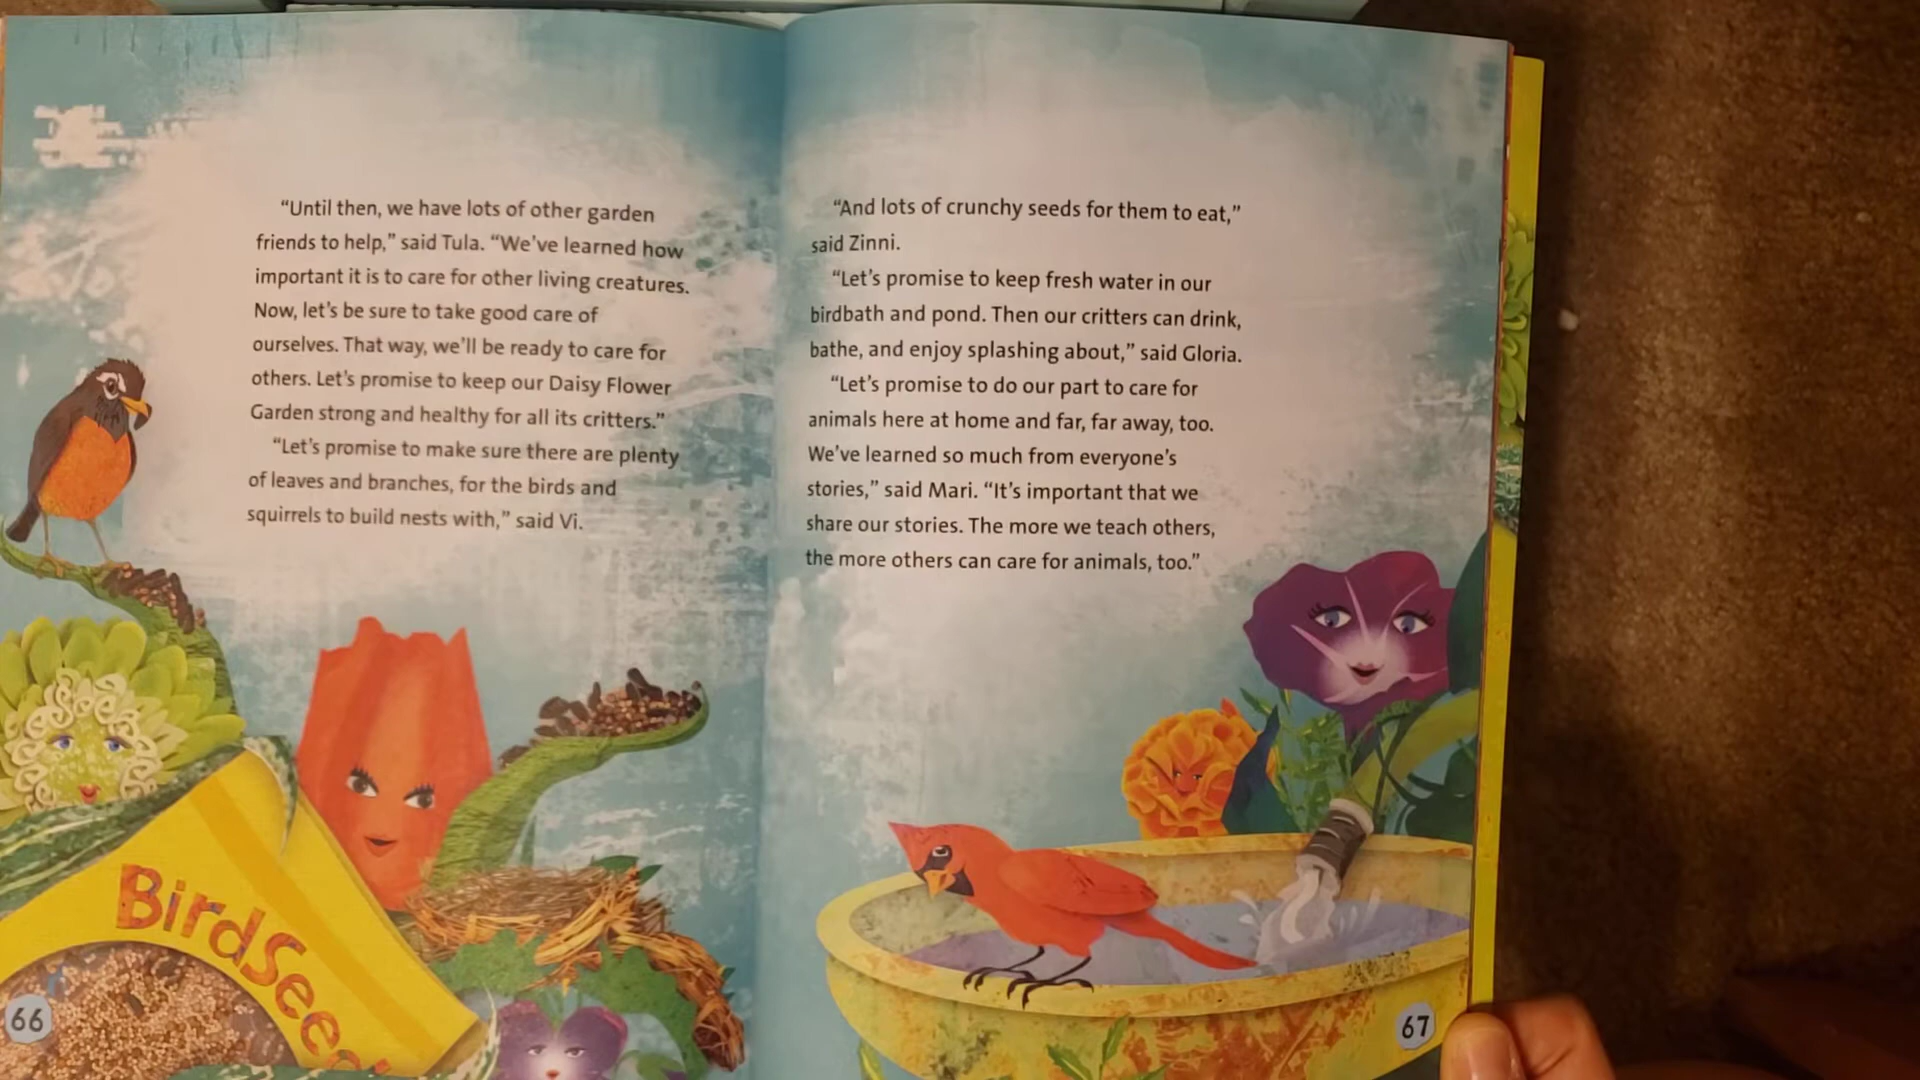 “Until then, we have lots of other garden
friends to help,” said Tula. “We’ve learned how
important it is to care for other living creatures.
Now, let’s be sure to take good care of
ourselves. That way, we’ll be ready to care for
others. Let’s promise to keep our Daisy Flower
Garden strong and healthy for all its critters.”
“Let’s promise to make sure there are plenty
of leaves and branches, for the birds and
squirrels to build nests with,” said Vi.
BirdSeed
66
“And lots of crunchy seeds for them to eat,”
said Zinni.
“Let’s promise to keep fresh water in our
birdbath and pond. Then our critters can drink,
bathe, and enjoy splashing about,” said Gloria.
“Let’s promise to do our part to care for
animals here at home and far, far away, too.
We’ve learned so much from everyone’s
stories,” said Mari. “It’s important that we
share our stories. The more we teach others,
the more others can care for animals, too.”
67